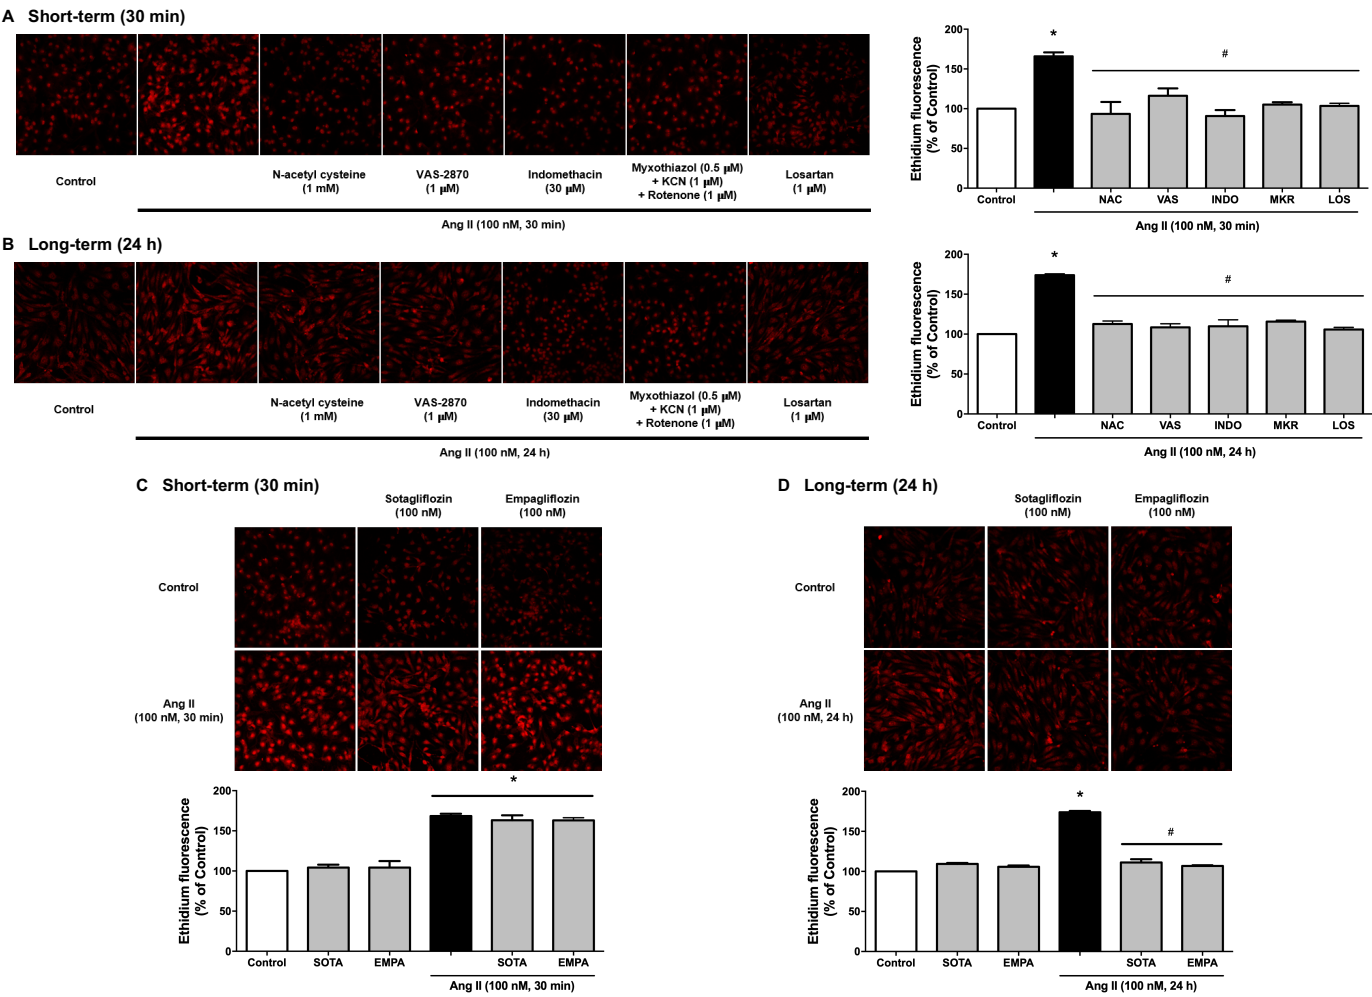 A Short-term (30 min)
Control
N-acetyl cysteine
(1 mM)
VAS-2870
(1 μM)
Indomethacin
(30 μM)
Myxothiazol (0.5 μM)
+ KCN (1 μM)
+ Rotenone (1 μM)
Losartan
(1 μM)
Ang II (100 nM, 30 min)
Ethidium fluorescence
(% of Control)
200
150
100
50
0
*
#
Control
NAC
VAS
INDO
MKR
LOS
Ang II (100 nM, 30 min)
B Long-term (24 h)
Control
N-acetyl cysteine
(1 mM)
VAS-2870
(1 μM)
Indomethacin
(30 μM)
Myxothiazol (0.5 μM)
+ KCN (1 μM)
+ Rotenone (1 μM)
Losartan
(1 μM)
Ang II (100 nM, 24 h)
Ethidium fluorescence
(% of Control)
200
150
100
50
0
*
#
Control
NAC
VAS
INDO
MKR
LOS
Ang II (100 nM, 24 h)
C Short-term (30 min)
Sotagliflozin
(100 nM)
Empagliflozin
(100 nM)
Control
Ang II
(100 nM, 30 min)
Ethidium fluorescence
(% of Control)
200
150
100
50
0
*
Control
SOTA
EMPA
SOTA
EMPA
Ang II (100 nM, 30 min)
D Long-term (24 h)
Sotagliflozin
(100 nM)
Empagliflozin
(100 nM)
Control
Ang II
(100 nM, 24 h)
Ethidium fluorescence
(% of Control)
200
150
100
50
0
*
#
Control
SOTA
EMPA
SOTA
EMPA
Ang II (100 nM, 24 h)